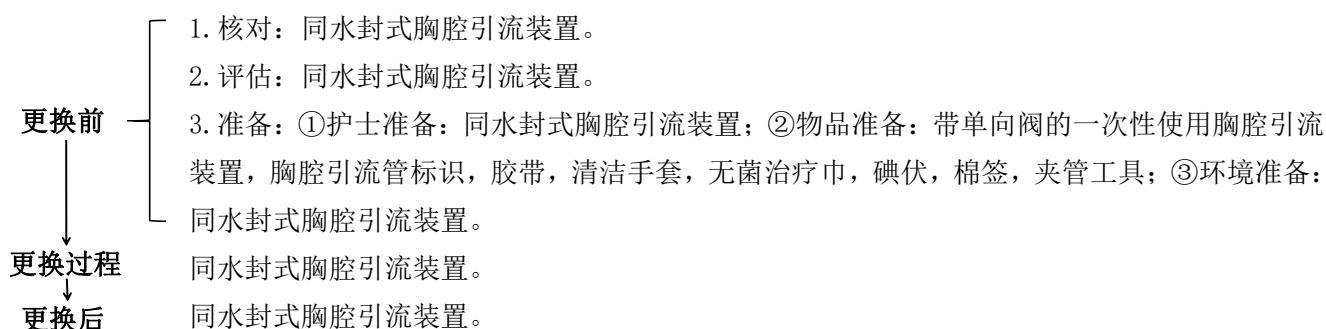 1.核对：同水封式胸腔引流装置。
2.评估：同水封式胸腔引流装置。
更换前
3.准备：①护士准备：同水封式胸腔引流装置；②物品准备：带单向阀的一次性使用胸腔引流
装置，胸腔引流管标识，胶带，清洁手套，无菌治疗巾，碘伏，棉签，夹管工具；③环境准备：
同水封式胸腔引流装置。
更换过程
同水封式胸腔引流装置。
更换后
同水封式胸腔引流装置。